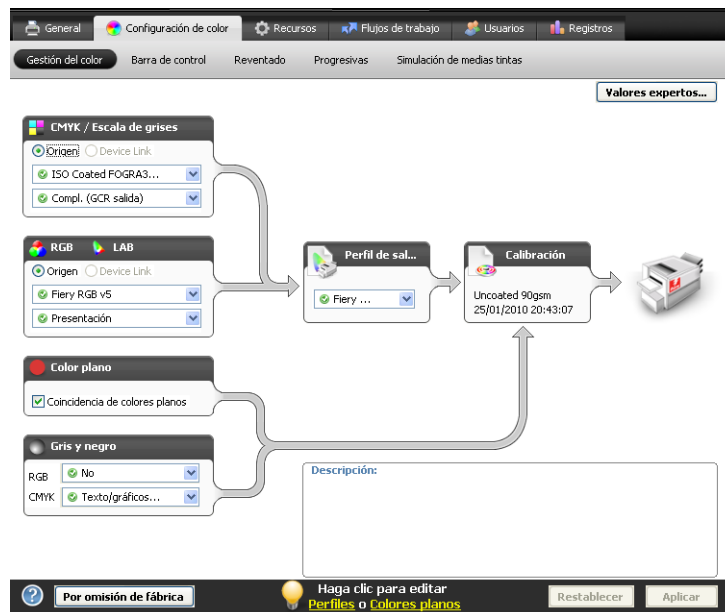 General Configuración de color Recursos Flujos de trabajo Usuarios Registros
Gestión del color Barra de control Reventado Progresivas Simulación de medias tintas
Valores expertos...
CMYK / Escala de grises
Origen Device Link
ISO Coated FOGRA3...
Compl. (GCR salida)
RGB LAB
Origen Device Link
Fiery RGB v5
Presentación
Perfil de sal...
Fiery ...
Calibración
Uncoated 90gsm
25/01/2010 20:43:07
Color plano
Coincidencia de colores planos
Gris y negro
RGB No
CMYK Texto/gráficos...
Descripción:
? Por omisión de fábrica
Haga clic para editar
Perfiles o Colores planos
Restablecer Aplicar